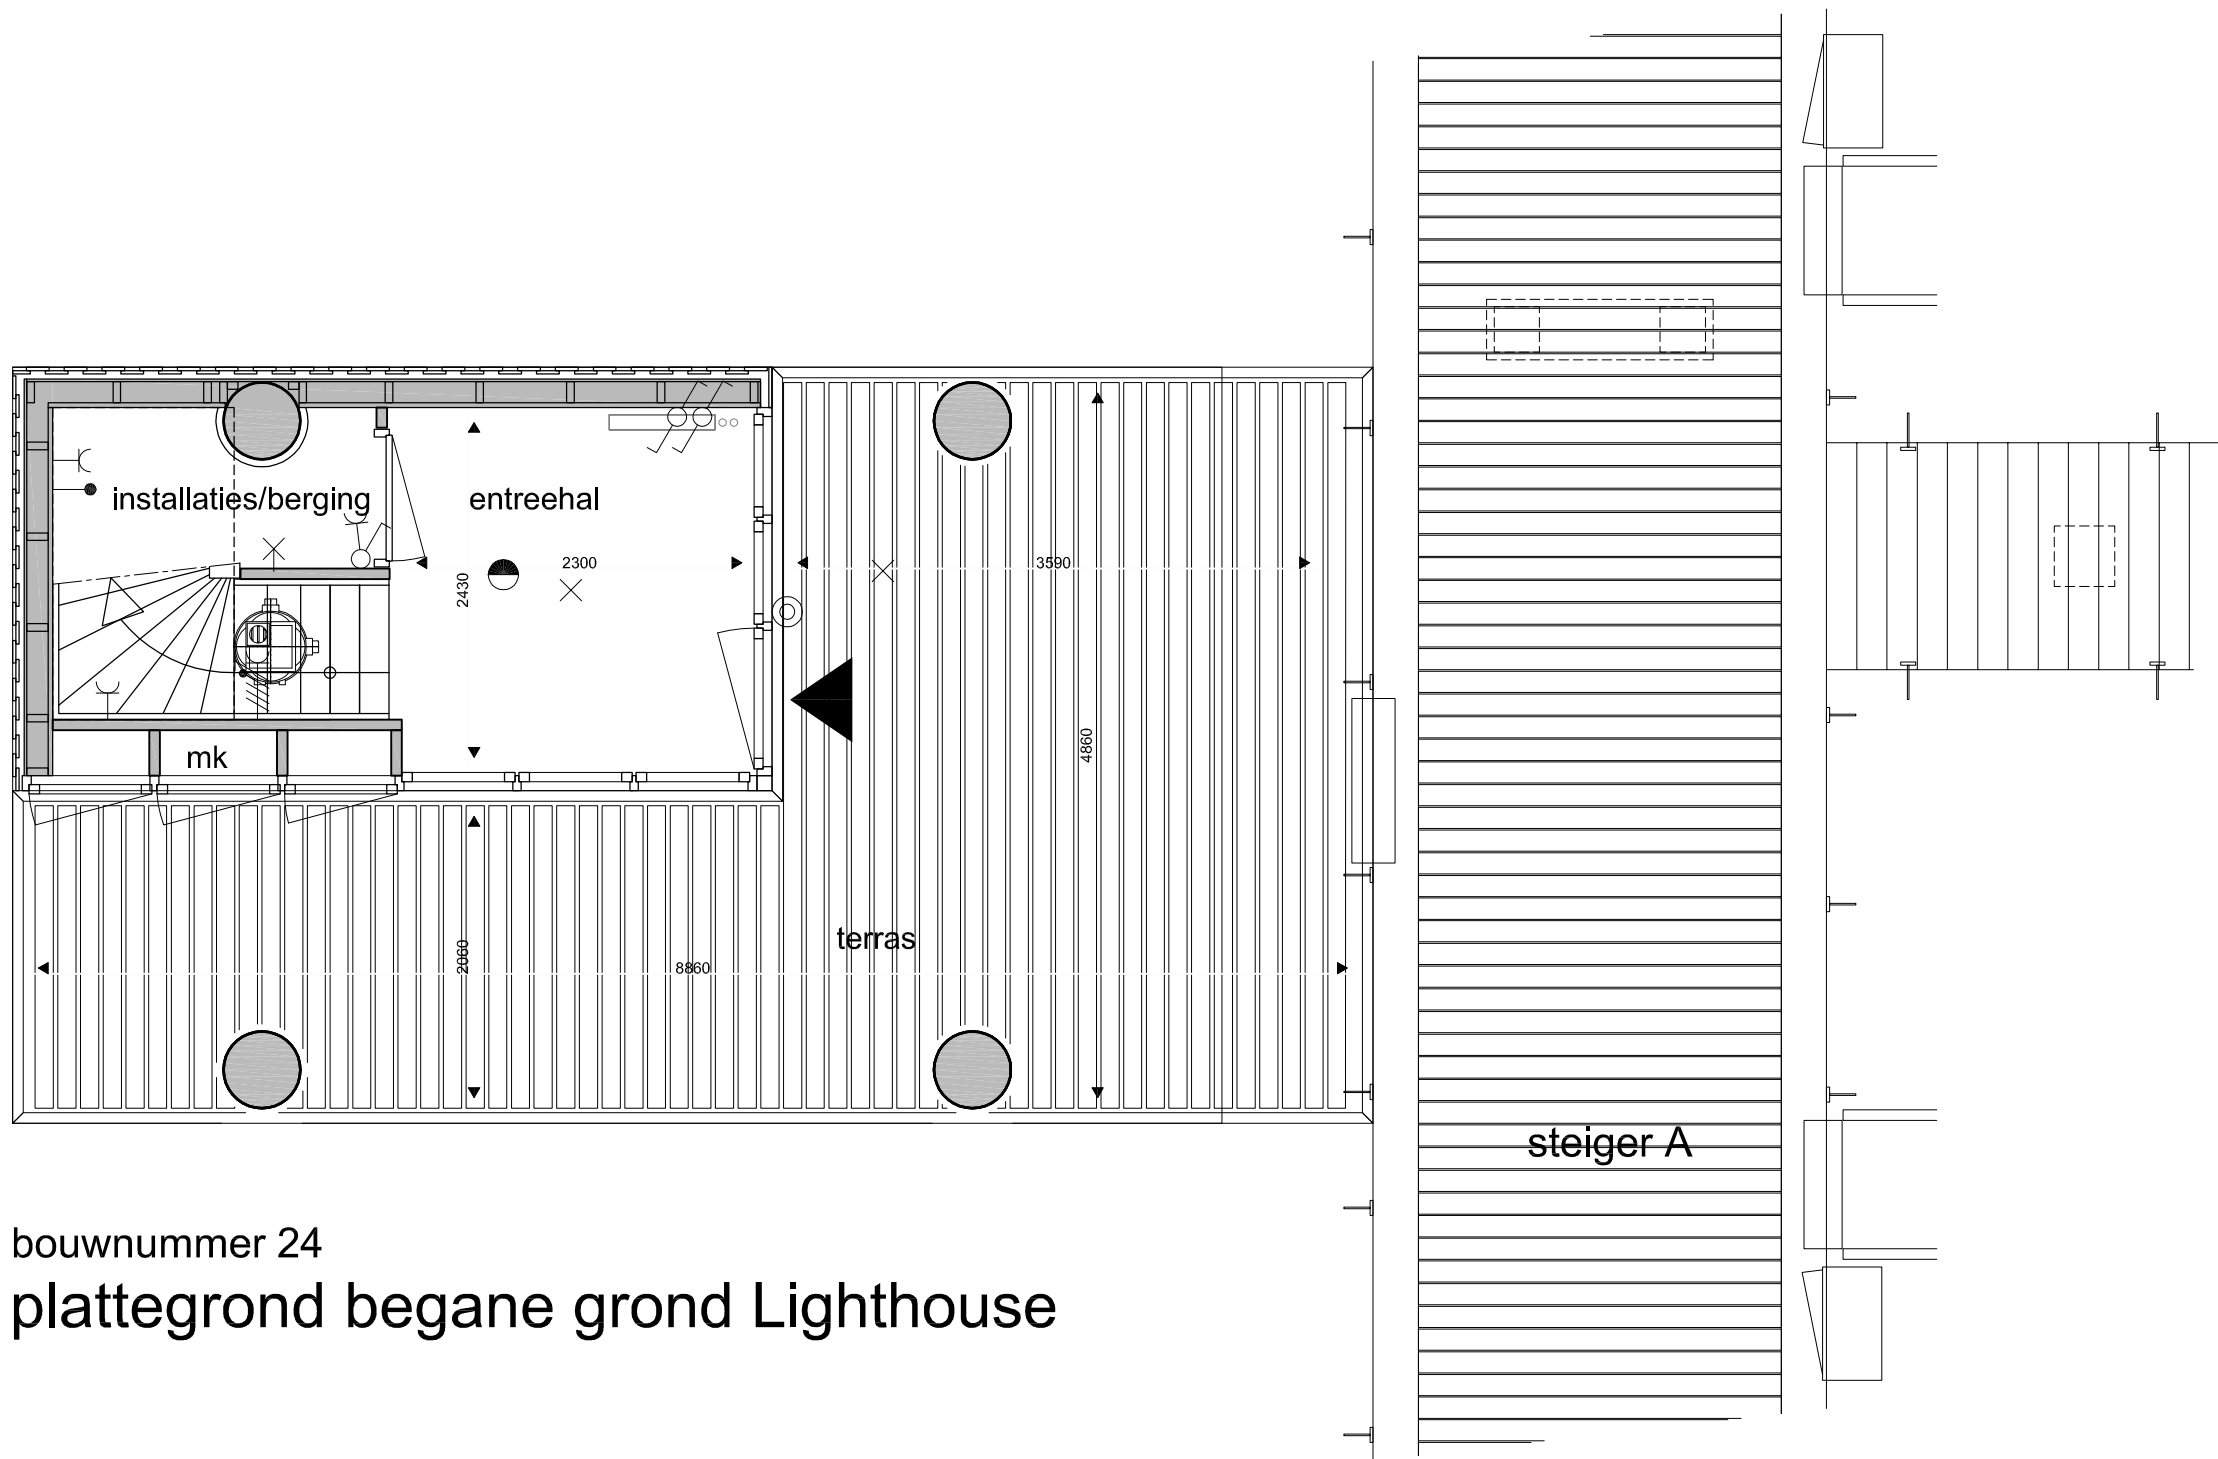 installaties/berging
entreehal
2300
3590
2430
mk
4860
terras
2060
8860
steiger A
bouwnummer 24
plattegrond begane grond Lighthouse